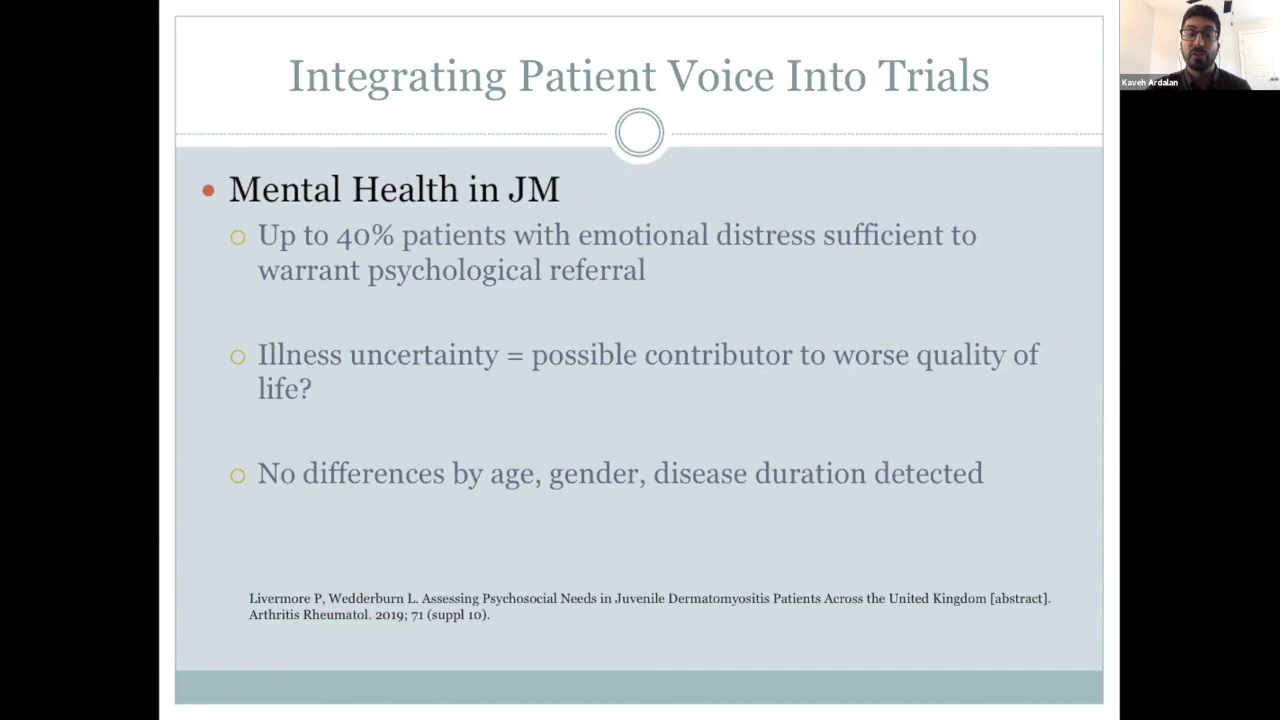 Integrating Patient Voice Into Trials
Kaveh Ardalan
Mental Health in JM
Up to 40% patients with emotional distress sufficient to
warrant psychological referral
Illness uncertainty = possible contributor to worse quality of
life?
No differences by age, gender, disease duration detected
Livermore P, Wedderburn L. Assessing Psychosocial Needs in Juvenile Dermatomyositis Patients Across the United Kingdom [abstract].
Arthritis Rheumatol. 2019; 71 (suppl 10).